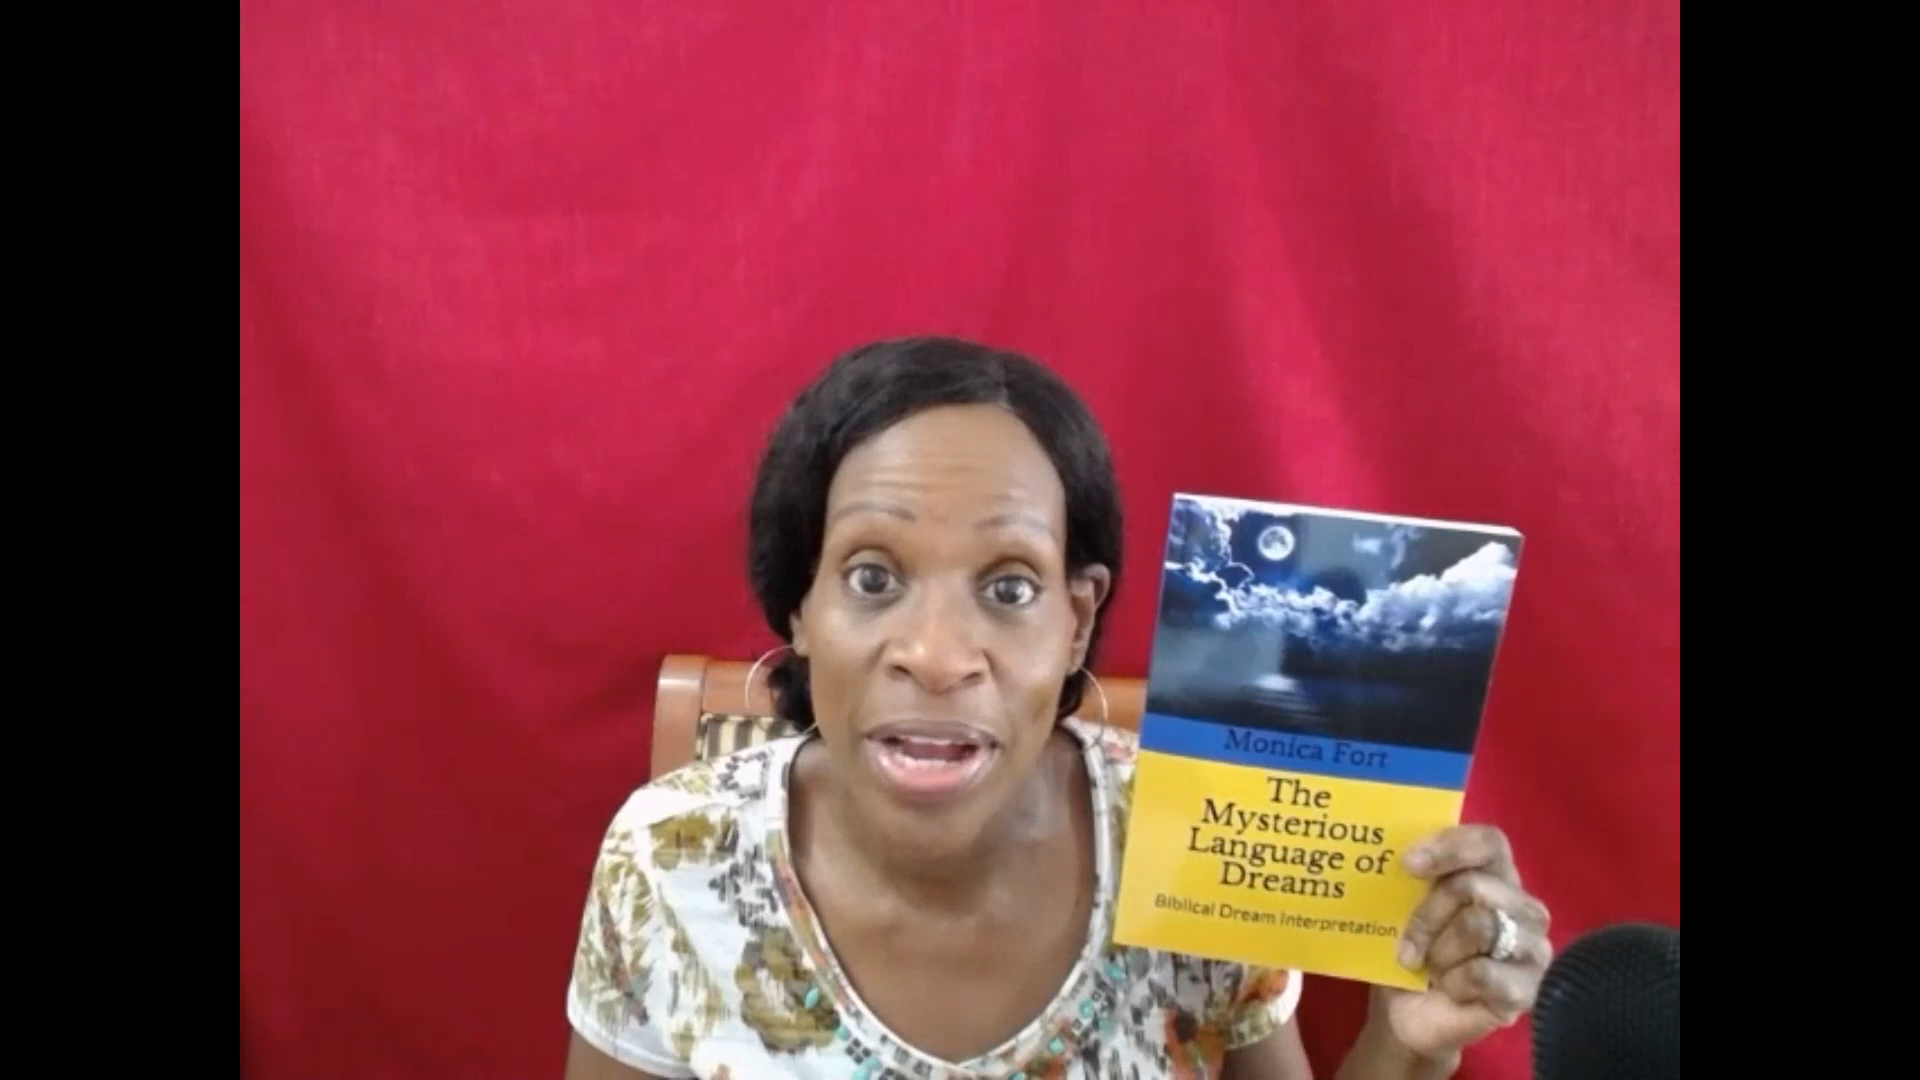 Monica Fort
The
Mysterious
Language of
Dreams
Biblical Dream Interpretation